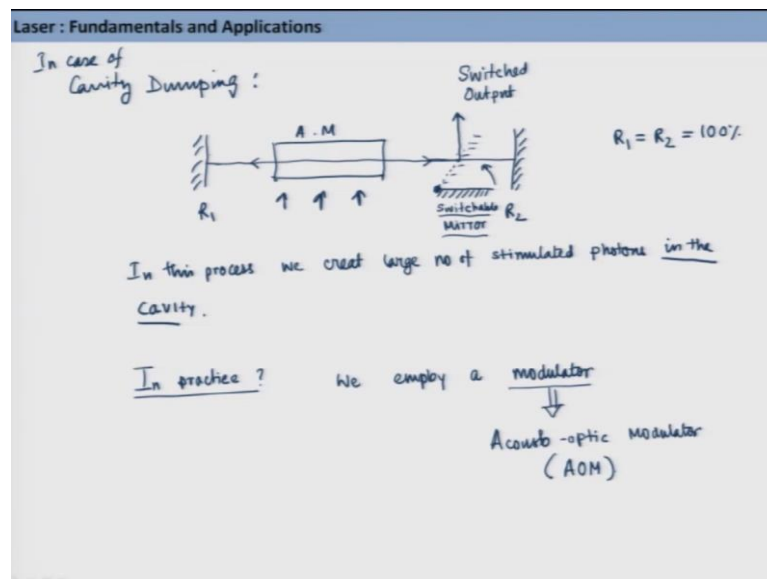 Laser : Fundamentals and Applications
In case of
Cavity Dumping :
Switched
Output
A.M
R₁ = R₂ = 100%
R₁
Switchable
Mirror
R₂
In this process we creat large no of stimulated photons in the
cavity.
In practice ? We employ a modulator
Acousto-optic Modulator
(AOM)